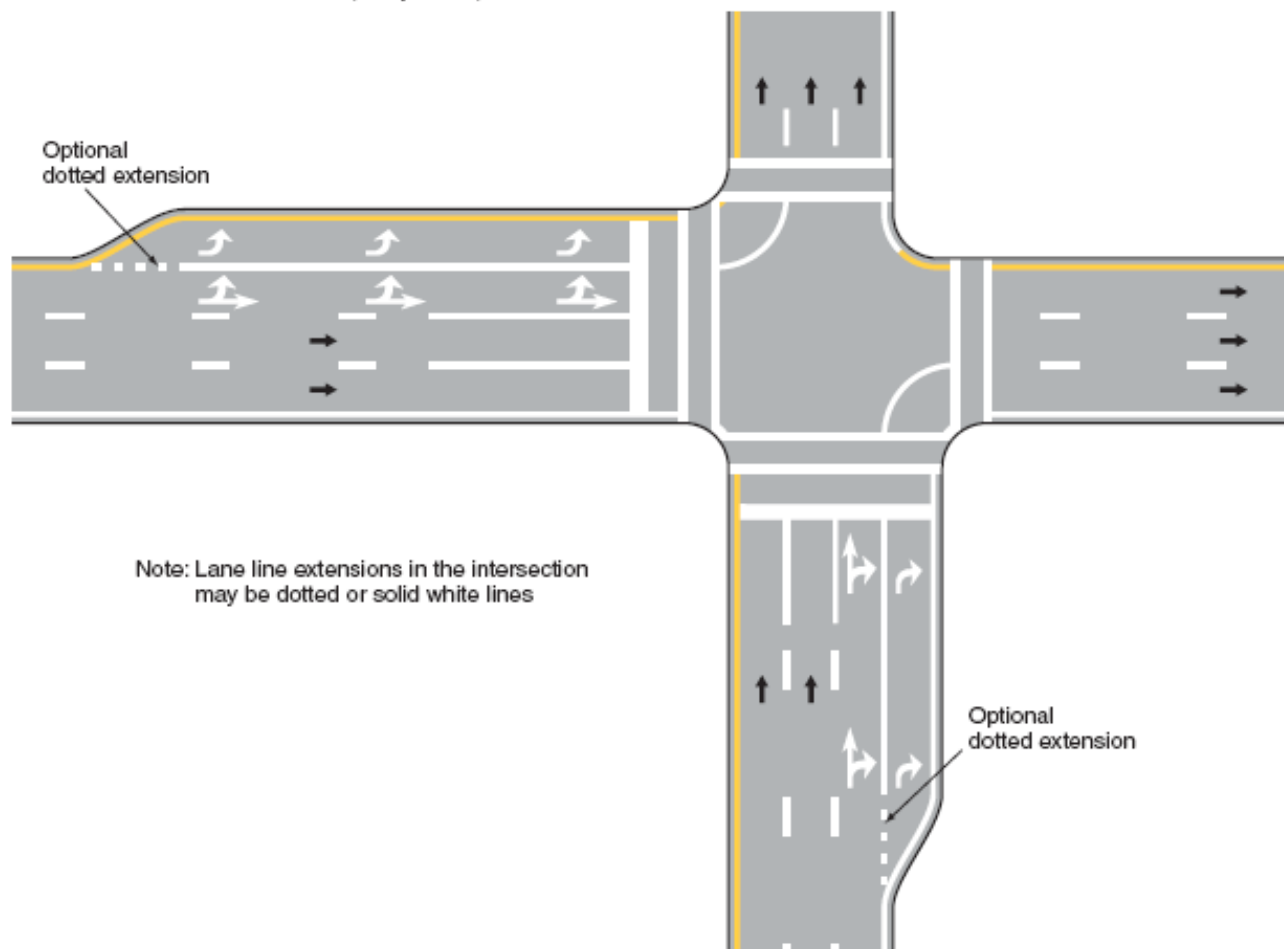 Optional
dotted extension
Note: Lane line extensions in the intersection
may be dotted or solid white lines
Optional
dotted extension